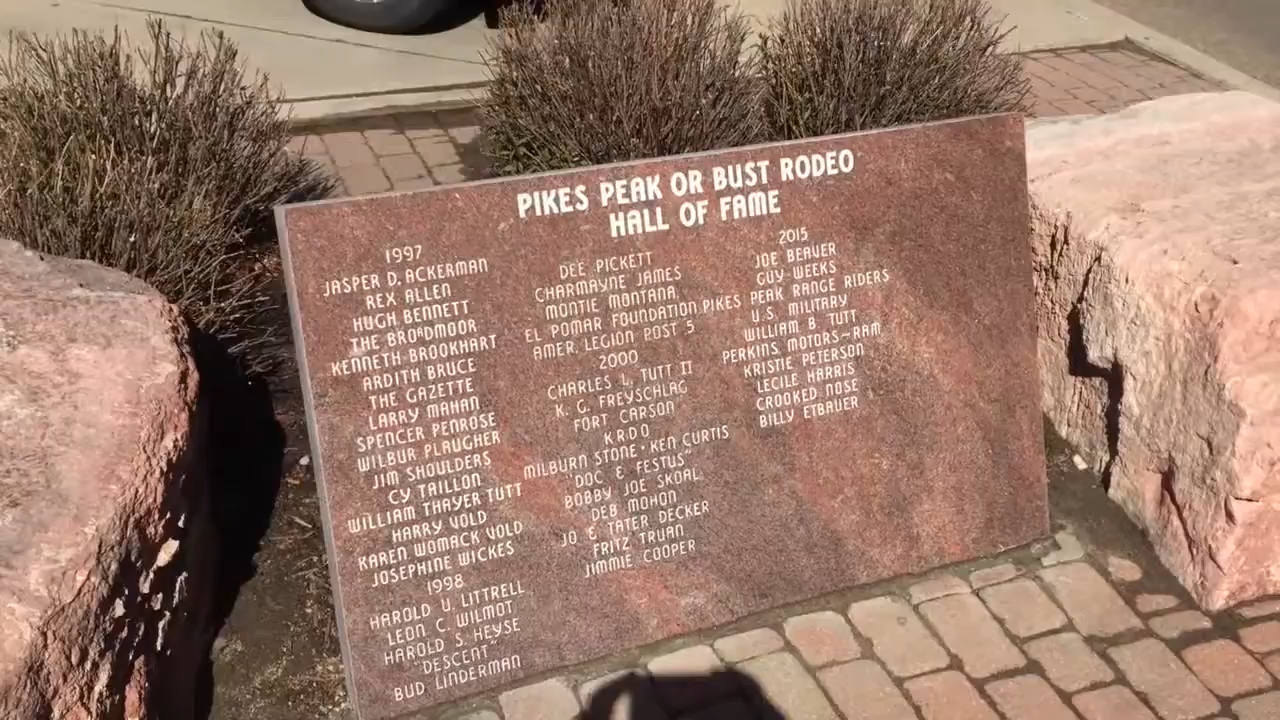 PIKES PEAK OR BUST RODEO
HALL OF FAME
1997
JASPER D. ACKERMAN
REX ALLEN
HUGH BENNETT
THE BROADMOOR
KENNETH BROOKHART
ARDITH BRUCE
THE GAZETTE
LARRY MAHAN
SPENCER PENROSE
WILBUR PLAUGHER
JIM SHOULDERS
CY TAILLON
WILLIAM THAYER TUTT
HARRY VOLD
KAREN WOMACK VOLD
JOSEPHINE WICKES
1998
HAROLD U. LITTRELL
LEON C. WILMOT
HAROLD S. HEYSE
"DESCENT"
BUD LINDERMAN
DEE PICKETT
CHARMAYNE JAMES
MONTIE MONTANA
EL POMAR FOUNDATION
AMER. LEGION POST 5
2000
CHARLES L. TUTT II
K. G. FREYSCHLAG
FORT CARSON
KRDO
MILBURN STONE • KEN CURTIS
DOC & FESTUS"
BOBBY JOE SKOAL
DEB MOHON
JO & TATER DECKER
FRITZ TRUAN
JIMMIE COOPER
2015
JOE BEAVER
GUY WEEKS
PIKES PEAK RANGE RIDERS
U.S. MILITARY
WILLIAM B. TUTT
PERKINS MOTORS~RAM
KRISTIE PETERSON
LECILE HARRIS
CROOKED NOSE
BILLY ETBAUER